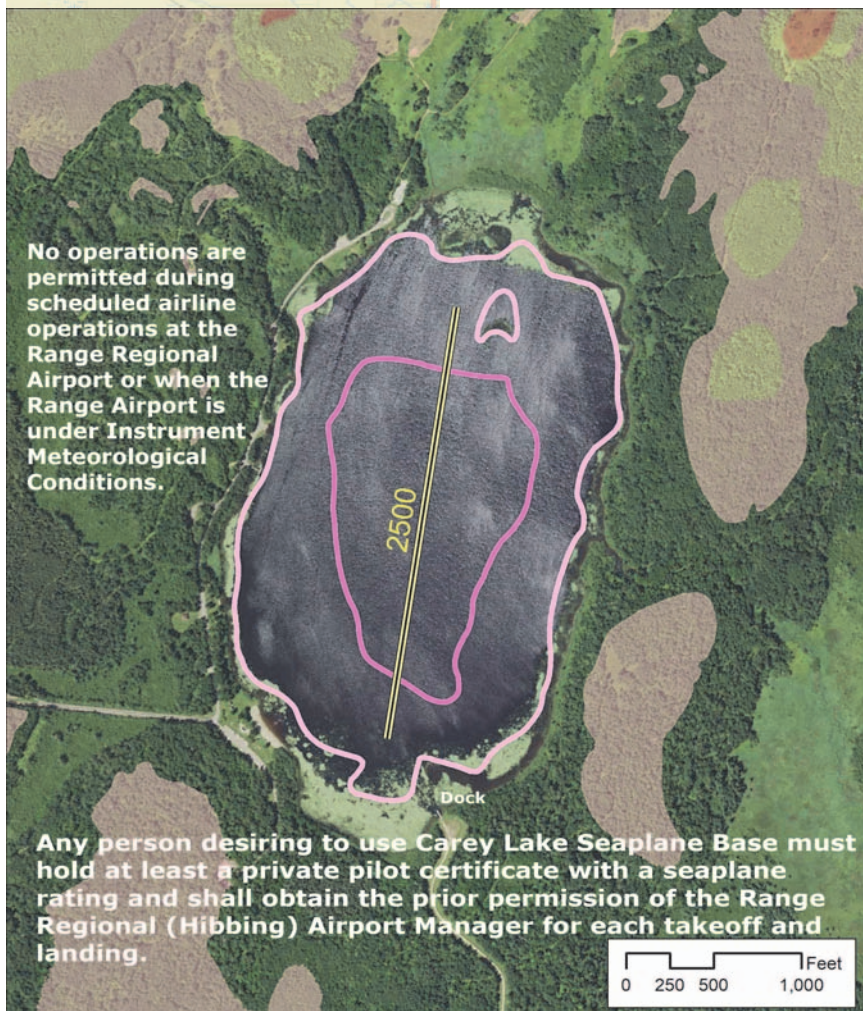 No operations are
permitted during
scheduled airline
operations at the
Range Regional
Airport or when the
Range Airport is
under Instrument
Meteorological
Conditions.
2500
Dock
Any person desiring to use Carey Lake Seaplane Base must
hold at least a private pilot certificate with a seaplane
rating and shall obtain the prior permission of the Range
Regional (Hibbing) Airport Manager for each takeoff and
landing.
Feet
0 250 500 1,000